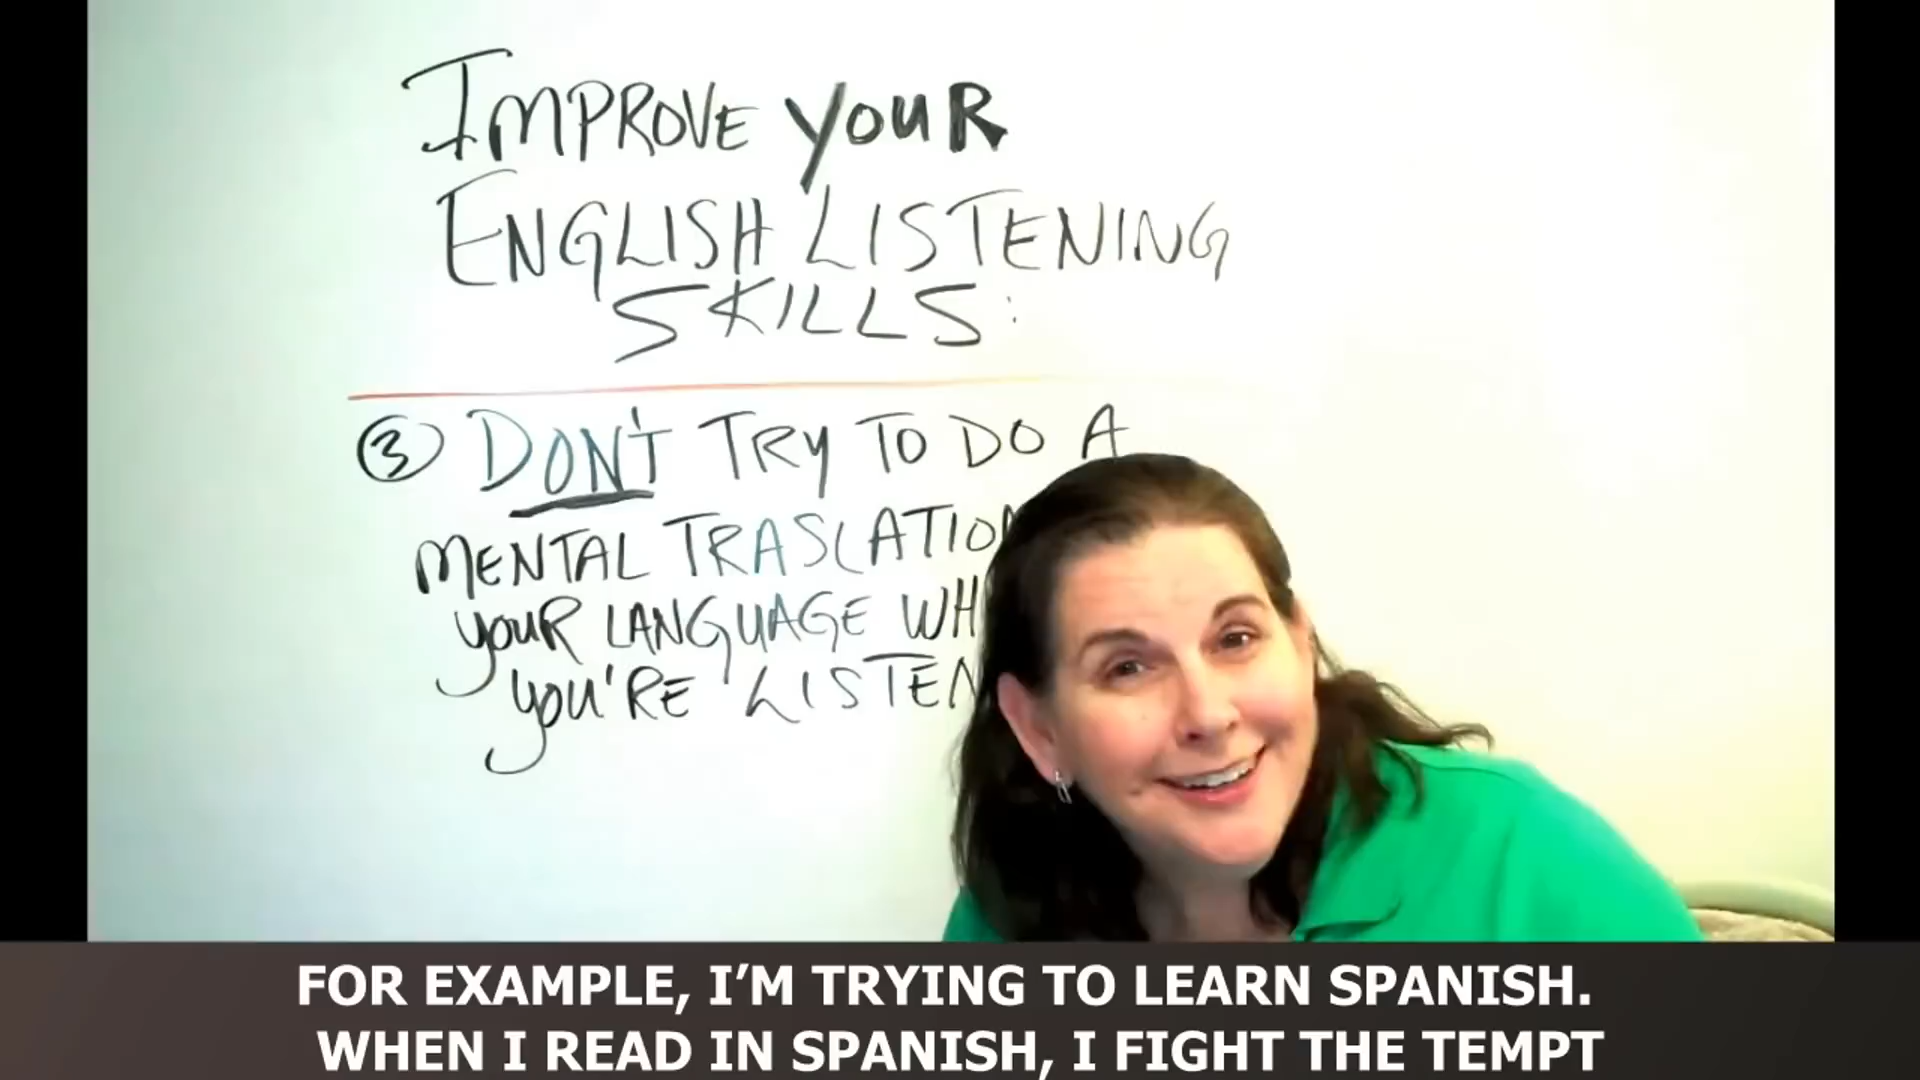 IMPROVE YOUR
ENGLISH LISTENING
SKILLS:
③ DON'T TRY TO DO A
MENTAL TRASLATIO
YOUR LANGUAGE WH
YOU'RE LISTEN
FOR EXAMPLE, I'M TRYING TO LEARN SPANISH.
WHEN I READ IN SPANISH, I FIGHT THE TEMPT